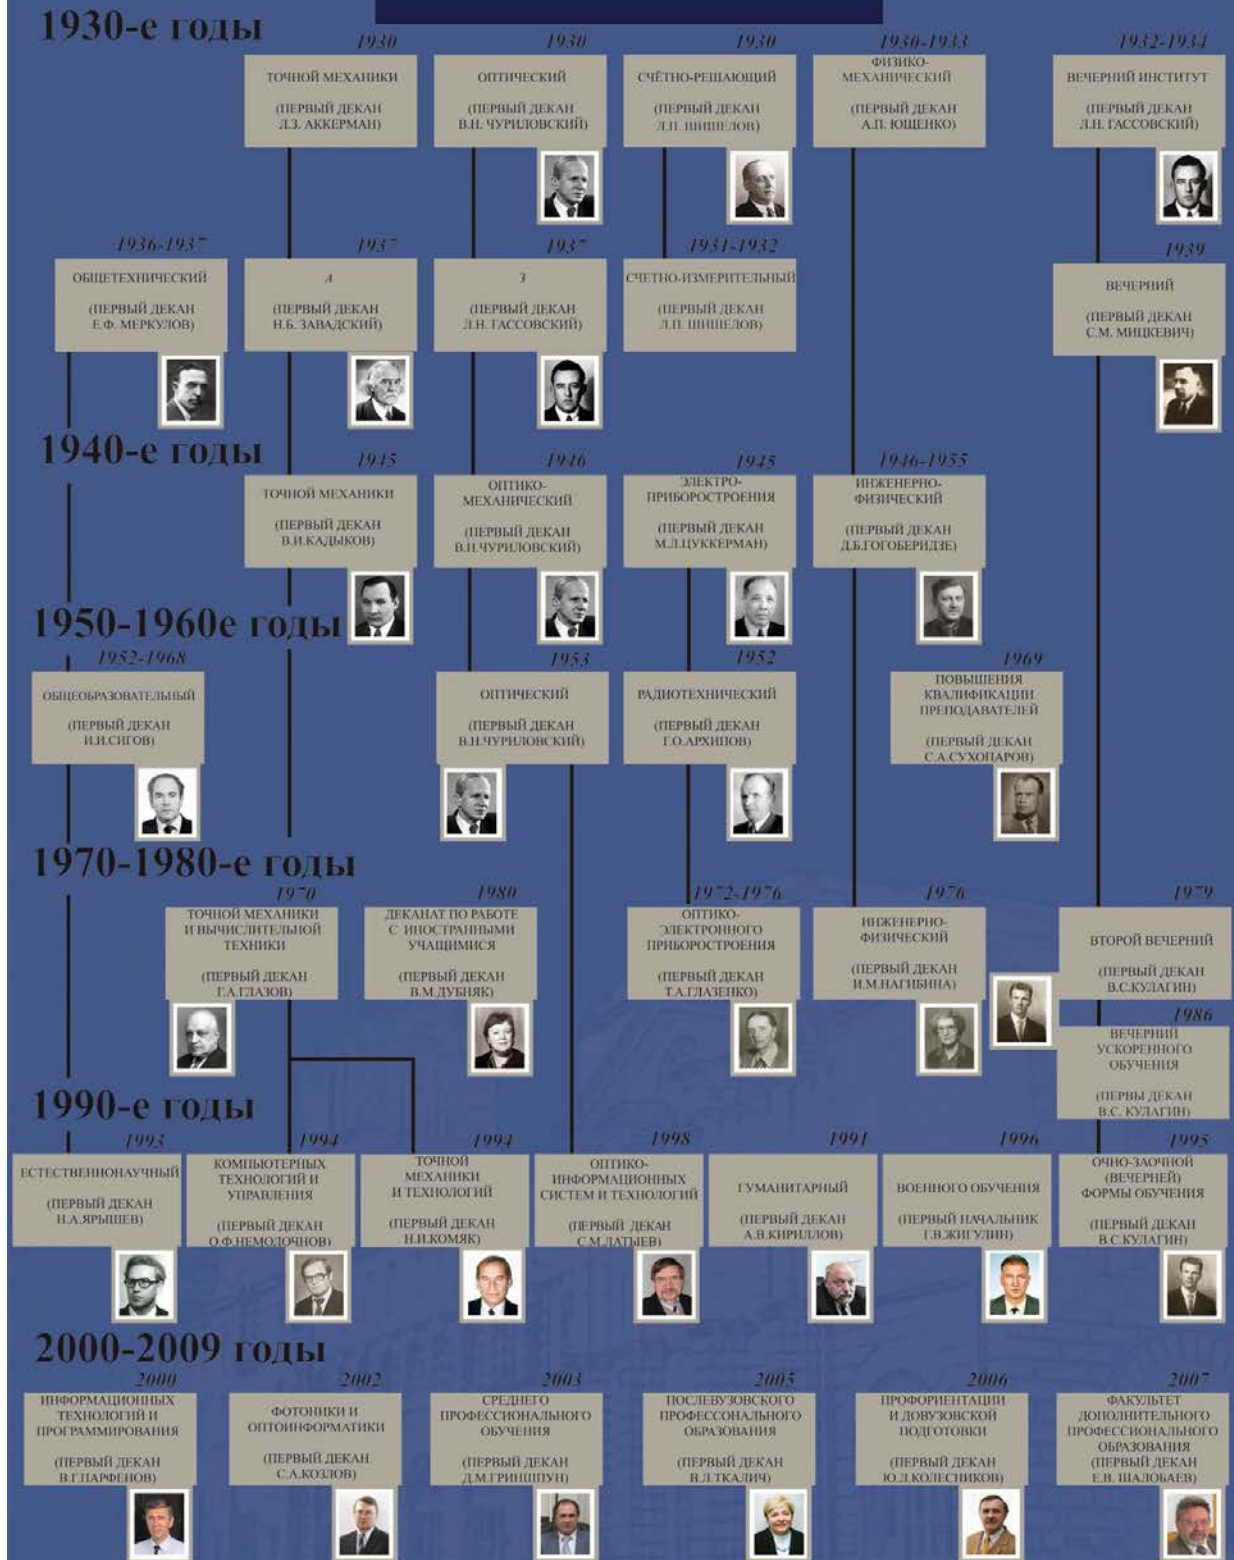 1930-е годы
1930
ТОЧНОЙ МЕХАНИКИ
(ПЕРВЫЙ ДЕКАН
Л.З. АККЕРМАН)
1930
ОПТИЧЕСКИЙ
(ПЕРВЫЙ ДЕКАН
В.Н. ЧУРИЛОВСКИЙ)
1930
СЧЁТНО-РЕШАЮЩИЙ
(ПЕРВЫЙ ДЕКАН
Л.П. ШИШЕЛОВ)
1930-1933
ФИЗИКО-
МЕХАНИЧЕСКИЙ
(ПЕРВЫЙ ДЕКАН
А.П. ЮЩЕНКО)
1932-1934
ВЕЧЕРНИЙ ИНСТИТУТ
(ПЕРВЫЙ ДЕКАН
Л.Н. ГАССОВСКИЙ)
1936-1937
ОБЩЕТЕХНИЧЕСКИЙ
(ПЕРВЫЙ ДЕКАН
Е.Ф. МЕРКУЛОВ)
1937
А
(ПЕРВЫЙ ДЕКАН
Н.Б. ЗАВАДСКИЙ)
1937
З
(ПЕРВЫЙ ДЕКАН
Л.Н. ГАССОВСКИЙ)
1931-1932
СЧЕТНО-ИЗМЕРИТЕЛЬНЫЙ
(ПЕРВЫЙ ДЕКАН
Л.П. ШИШЕЛОВ)
1939
ВЕЧЕРНИЙ
(ПЕРВЫЙ ДЕКАН
С.М. МИЦКЕВИЧ)
1940-е годы
1945
ТОЧНОЙ МЕХАНИКИ
(ПЕРВЫЙ ДЕКАН
В.И.КАДЫКОВ)
1946
ОПТИКО-
МЕХАНИЧЕСКИЙ
(ПЕРВЫЙ ДЕКАН
В.Н.ЧУРИЛОВСКИЙ)
1945
ЭЛЕКТРО-
ПРИБОРОСТРОЕНИЯ
(ПЕРВЫЙ ДЕКАН
М.Л.ЦУККЕРМАН)
1946-1955
ИНЖЕНЕРНО-
ФИЗИЧЕСКИЙ
(ПЕРВЫЙ ДЕКАН
Д.Б.ГОГОБЕРИДЗЕ)
1950-1960е годы
1952-1968
ОБЩЕОБРАЗОВАТЕЛЬНЫЙ
(ПЕРВЫЙ ДЕКАН
И.И.СИГОВ)
1953
ОПТИЧЕСКИЙ
(ПЕРВЫЙ ДЕКАН
В.Н.ЧУРИЛОВСКИЙ)
1952
РАДИОТЕХНИЧЕСКИЙ
(ПЕРВЫЙ ДЕКАН
Г.О.АРХИПОВ)
1969
ПОВЫШЕНИЯ
КВАЛИФИКАЦИИ
ПРЕПОДАВАТЕЛЕЙ
(ПЕРВЫЙ ДЕКАН
С.А.СУХОПАРОВ)
1970-1980-е годы
1970
ТОЧНОЙ МЕХАНИКИ
И ВЫЧИСЛИТЕЛЬНОЙ
ТЕХНИКИ
(ПЕРВЫЙ ДЕКАН
Г.А.ГЛАЗОВ)
1980
ДЕКАНАТ ПО РАБОТЕ
С ИНОСТРАННЫМИ
УЧАЩИМИСЯ
(ПЕРВЫЙ ДЕКАН
В.М.ДУБНЯК)
1972-1976
ОПТИКО-
ЭЛЕКТРОННОГО
ПРИБОРОСТРОЕНИЯ
(ПЕРВЫЙ ДЕКАН
Т.А.ГЛАЗЕНКО)
1976
ИНЖЕНЕРНО-
ФИЗИЧЕСКИЙ
(ПЕРВЫЙ ДЕКАН
И.М.НАГИБИНА)
1979
ВТОРОЙ ВЕЧЕРНИЙ
(ПЕРВЫЙ ДЕКАН
В.С.КУЛАГИН)
1986
ВЕЧЕРНИЙ
УСКОРЕННОГО
ОБУЧЕНИЯ
(ПЕРВЫ ДЕКАН
В.С. КУЛАГИН)
1990-е годы
1993
ЕСТЕСТВЕННОНАУЧНЫЙ
(ПЕРВЫЙ ДЕКАН
Н.А.ЯРЫШЕВ)
1994
КОМПЬЮТЕРНЫХ
ТЕХНОЛОГИЙ И
УПРАВЛЕНИЯ
(ПЕРВЫЙ ДЕКАН
О.Ф.НЕМОЛОЧНОВ)
1994
ТОЧНОЙ
МЕХАНИКИ
И ТЕХНОЛОГИЙ
(ПЕРВЫЙ ДЕКАН
Н.И.КОМЯК)
1998
ОПТИКО-
ИНФОРМАЦИОННЫХ
СИСТЕМ И ТЕХНОЛОГИЙ
(ПЕРВЫЙ ДЕКАН
С.М.ЛАТЫЕВ)
1991
ГУМАНИТАРНЫЙ
(ПЕРВЫЙ ДЕКАН
А.В.КИРИЛЛОВ)
1996
ВОЕННОГО ОБУЧЕНИЯ
(ПЕРВЫЙ НАЧАЛЬНИК
Г.В.ЖИГУЛИН)
1995
ОЧНО-ЗАОЧНОЙ
(ВЕЧЕРНЕЙ)
ФОРМЫ ОБУЧЕНИЯ
(ПЕРВЫЙ ДЕКАН
В.С.КУЛАГИН)
2000-2009 годы
2000
ИНФОРМАЦИОННЫХ
ТЕХНОЛОГИЙ И
ПРОГРАММИРОВАНИЯ
(ПЕРВЫЙ ДЕКАН
В.Г.ПАРФЕНОВ)
2002
ФОТОНИКИ И
ОПТОИНФОРМАТИКИ
(ПЕРВЫЙ ДЕКАН
С.А.КОЗЛОВ)
2003
СРЕДНЕГО
ПРОФЕССИОНАЛЬНОГО
ОБУЧЕНИЯ
(ПЕРВЫЙ ДЕКАН
Д.М.ГРИНШПУН)
2005
ПОСЛЕВУЗОВСКОГО
ПРОФЕССОНАЛЬНОГО
ОБРАЗОВАНИЯ
(ПЕРВЫЙ ДЕКАН
В.Л.ТКАЛИЧ)
2006
ПРОФОРИЕНТАЦИИ
И ДОВУЗОВСКОЙ
ПОДГОТОВКИ
(ПЕРВЫЙ ДЕКАН
Ю.Л.КОЛЕСНИКОВ)
2007
ФАКУЛЬТЕТ
ДОПОЛНИТЕЛЬНОГО
ПРОФЕССИОНАЛЬНОГО
ОБРАЗОВАНИЯ
(ПЕРВЫЙ ДЕКАН
Е.В. ШАЛОБАЕВ)